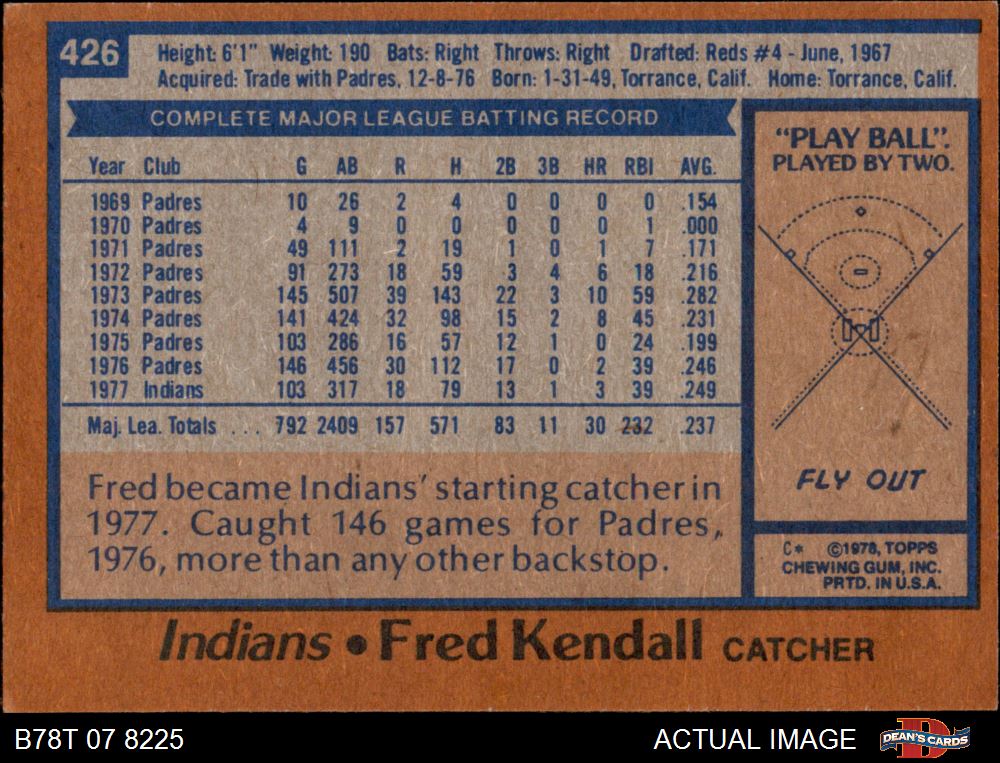 426
Height: 6'1" Weight: 190 Bats: Right Throws: Right Drafted: Reds #4 - June, 1967
Acquired: Trade with Padres, 12-8-76 Born: 1-31-49, Torrance, Calif. Home: Torrance, Calif.
COMPLETE MAJOR LEAGUE BATTING RECORD
Year Club G AB R H 2B 3B HR RBI AVG.
1969 Padres 10 26 2 4 0 0 0 0 .154
1970 Padres 4 9 0 0 0 0 0 1 .000
1971 Padres 49 111 2 19 1 0 1 7 .171
1972 Padres 91 273 18 59 3 4 6 18 .216
1973 Padres 145 507 39 143 22 3 10 59 .282
1974 Padres 141 424 32 98 15 2 8 45 .231
1975 Padres 103 286 16 57 12 1 0 24 .199
1976 Padres 146 456 30 112 17 0 2 39 .246
1977 Indians 103 317 18 79 13 1 3 39 .249
Maj. Lea. Totals . . . 792 2409 157 571 83 11 30 232 .237
Fred became Indians' starting catcher in
1977. Caught 146 games for Padres,
1976, more than any other backstop.
"PLAY BALL".
PLAYED BY TWO.
FLY OUT
C* ©1978, TOPPS
CHEWING GUM, INC.
PRTD. IN U.S.A.
Indians • Fred Kendall CATCHER
B78T 07 8225
ACTUAL IMAGE
D
DEAN'S CARDS